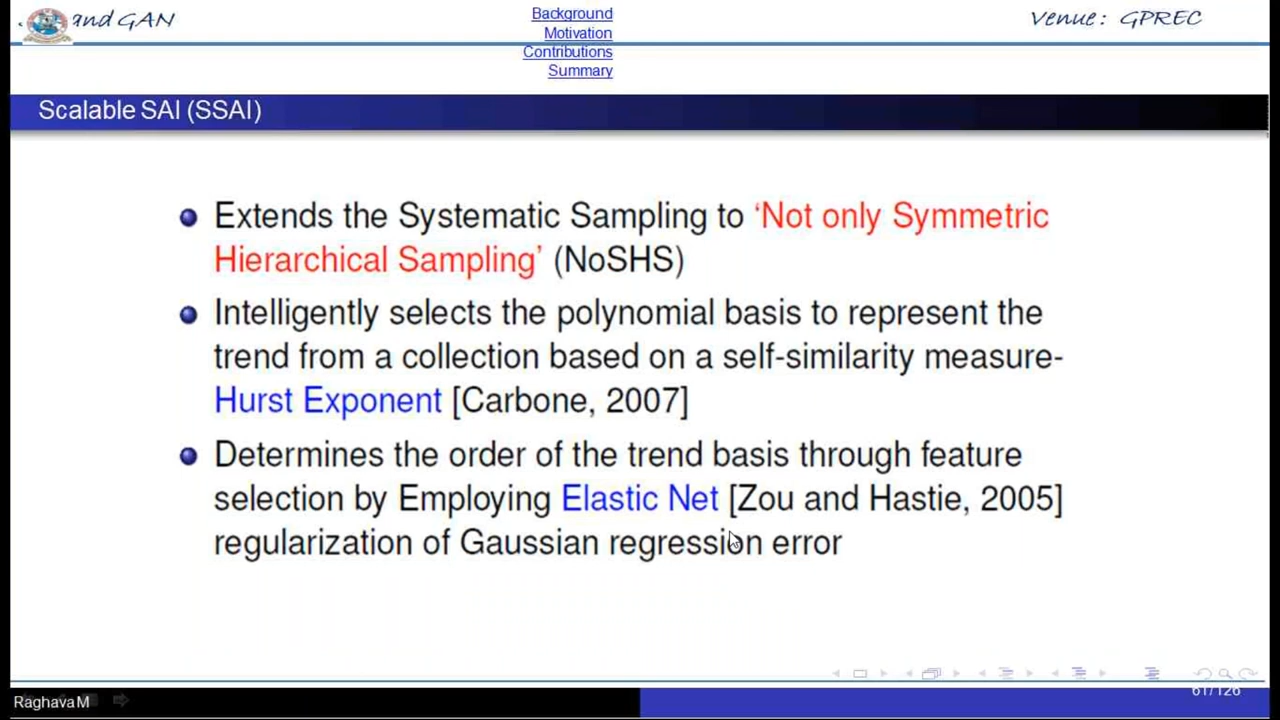 and GAN
Background
Motivation
Contributions
Summary
Venue: GPREC
Scalable SAI (SSAI)
Extends the Systematic Sampling to ‘Not only Symmetric
Hierarchical Sampling’ (NoSHS)
Intelligently selects the polynomial basis to represent the
trend from a collection based on a self-similarity measure-
Hurst Exponent [Carbone, 2007]
Determines the order of the trend basis through feature
selection by Employing Elastic Net [Zou and Hastie, 2005]
regularization of Gaussian regression error
Raghava M
61/126